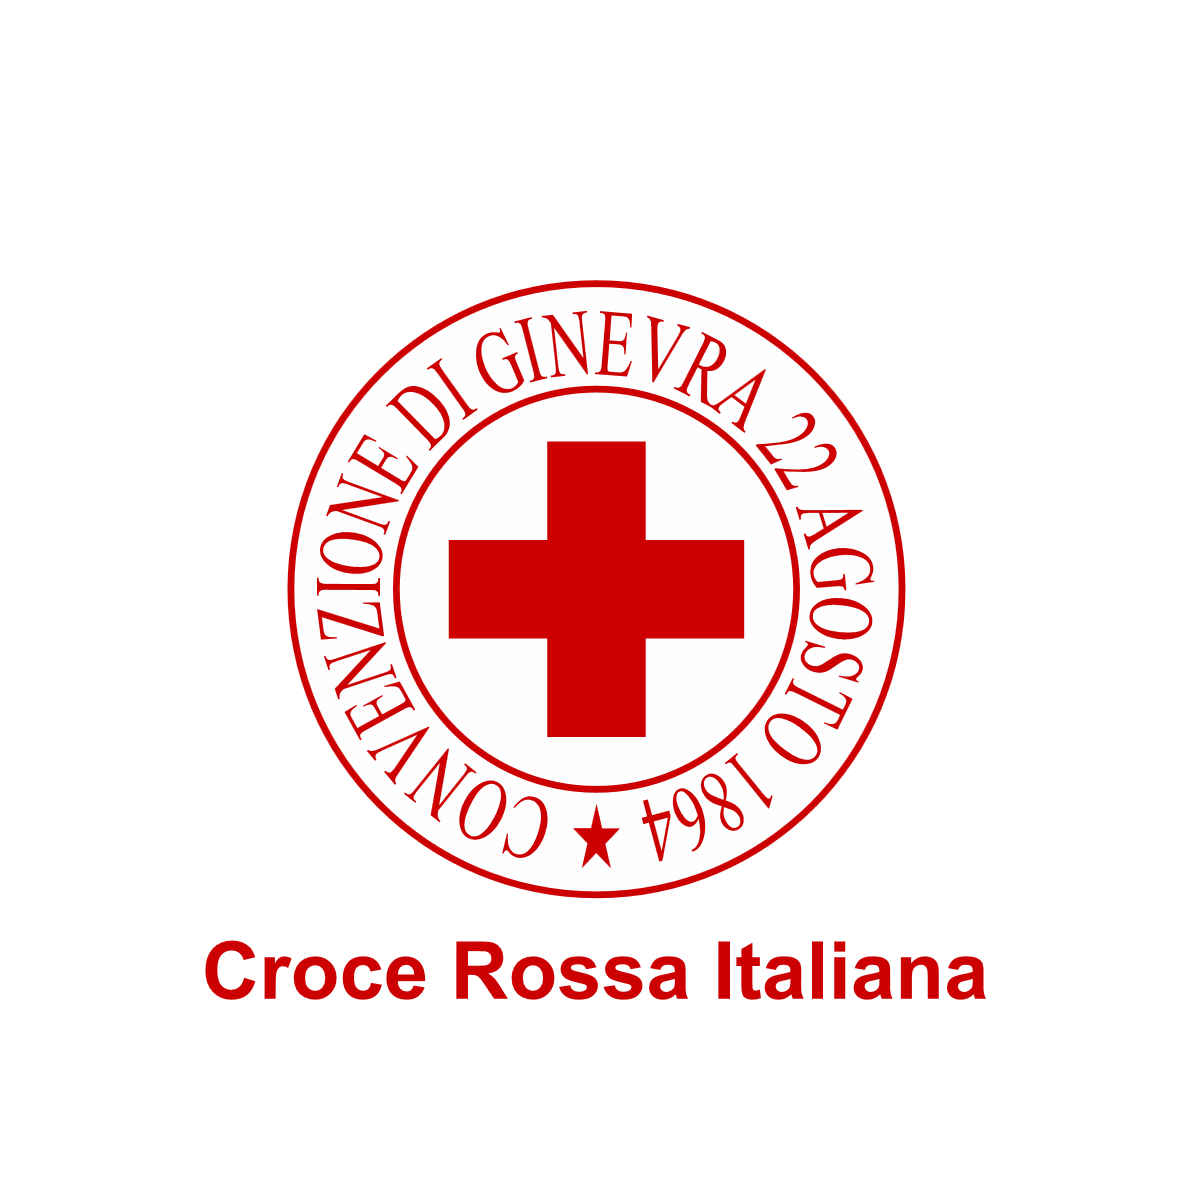 CONVENZIONE DI GINEVRA 22 AGOSTO 1864
Croce Rossa Italiana